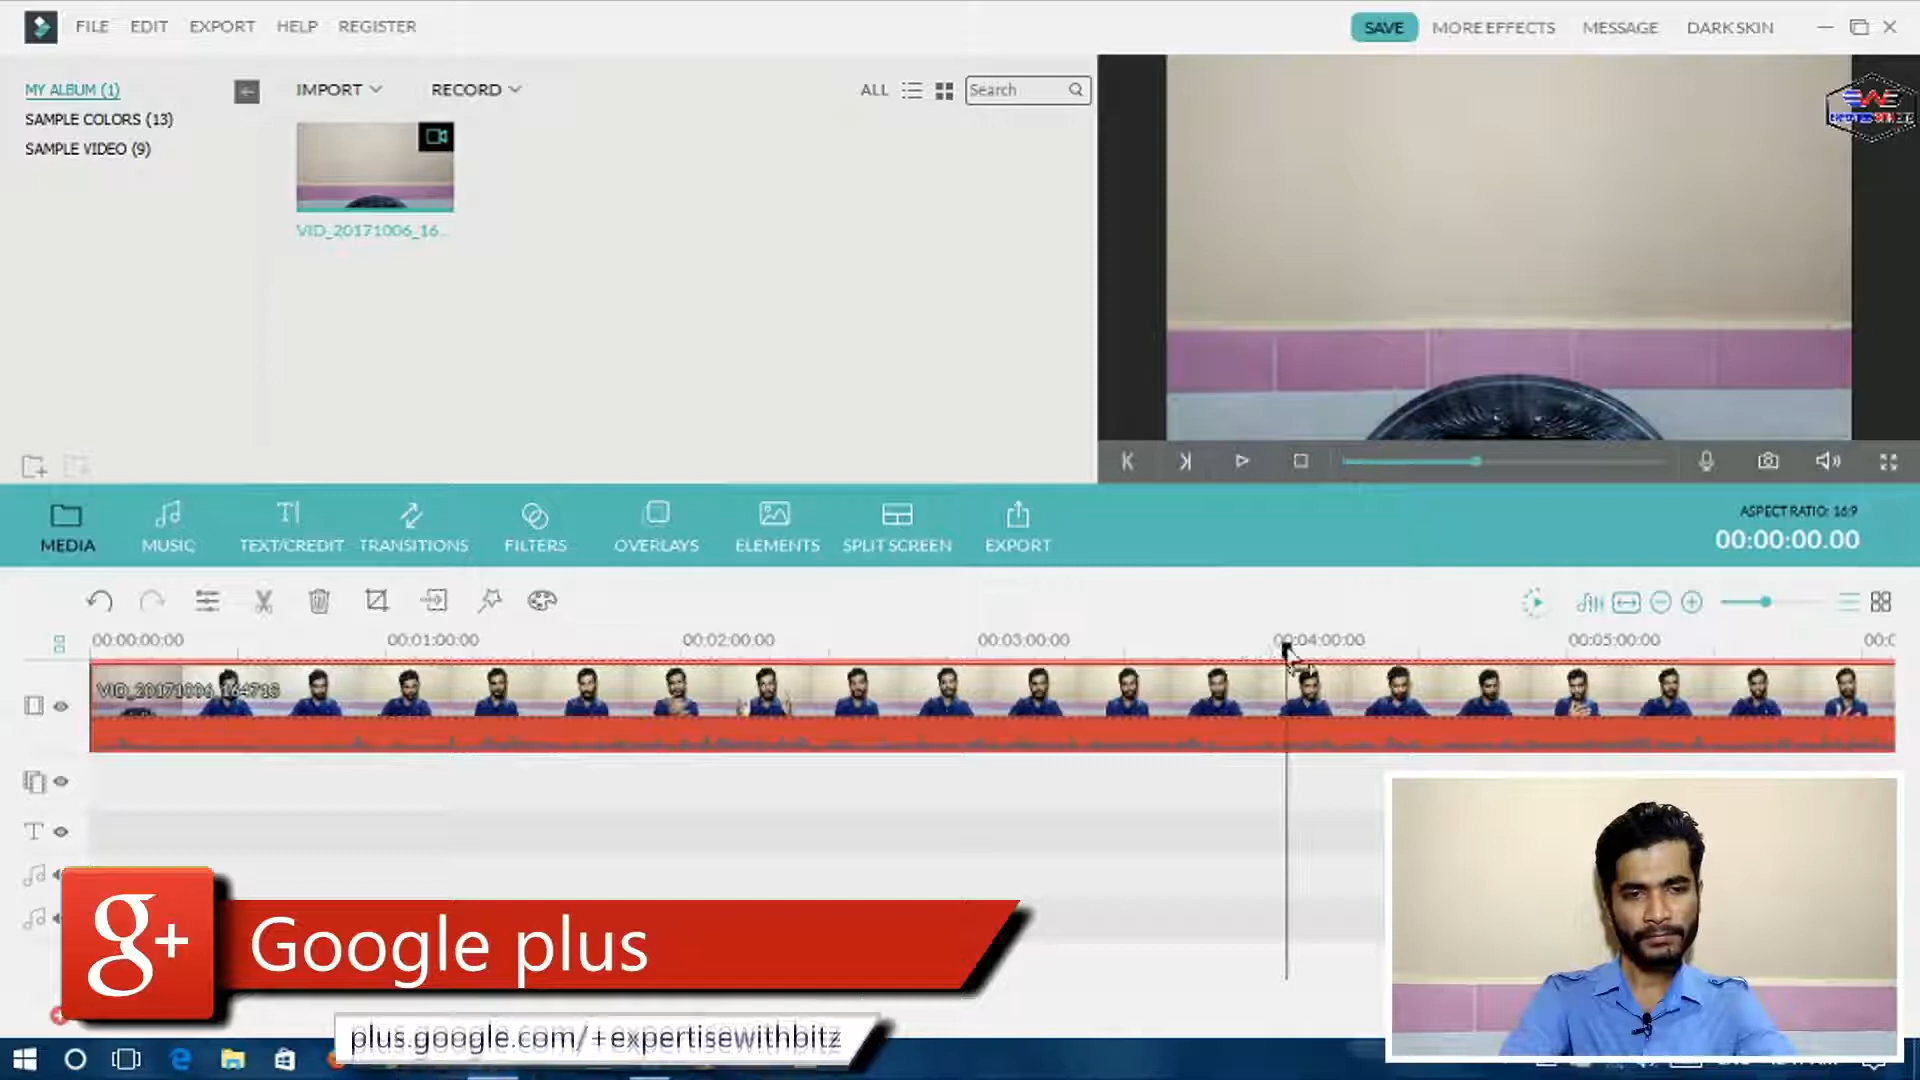 FILE EDIT EXPORT HELP REGISTER
SAVE MORE EFFECTS MESSAGE DARK SKIN
MY ALBUM (1)
SAMPLE COLORS (13)
SAMPLE VIDEO (9)
IMPORT RECORD ALL Search
VID_20171006_16...
MEDIA MUSIC TEXT/CREDIT TRANSITIONS FILTERS OVERLAYS ELEMENTS SPLIT SCREEN EXPORT
ASPECT RATIO: 16:9
00:00:00.00
00:00:00:00 00:01:00:00 00:02:00:00 00:03:00:00 00:04:00:00 00:05:00:00 00:0
VID_20171006_164718
g+ Google plus
plus.google.com/+expertisewithbitz